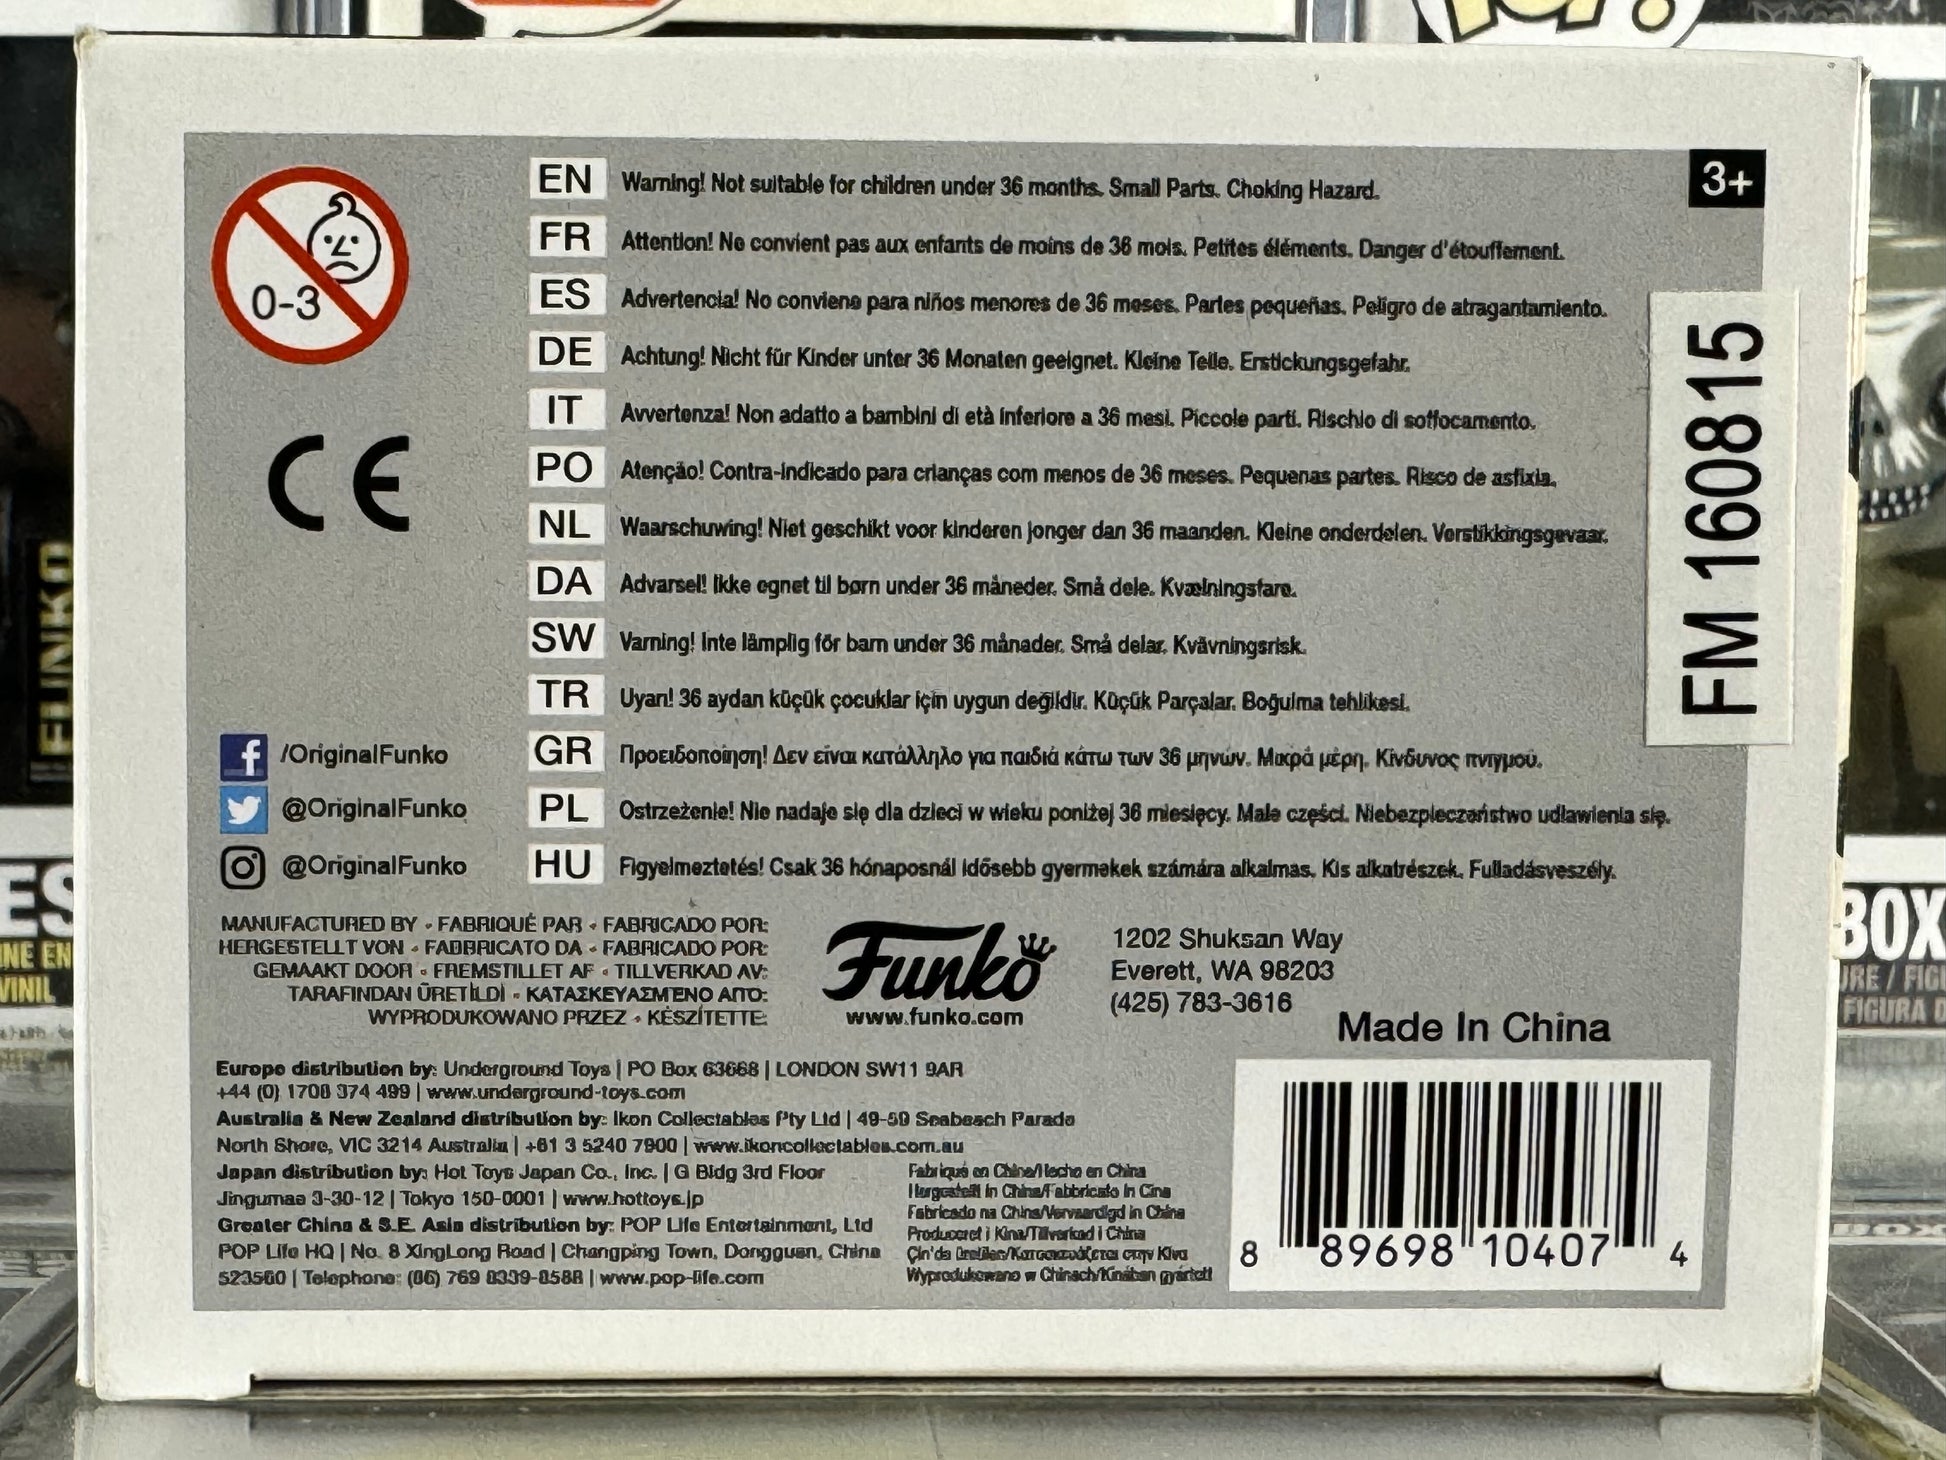 POP!
3+
0-3
EN Warning! Not suitable for children under 36 months. Small Parts. Choking Hazard.
FR Attention! Ne convient pas aux enfants de moins de 36 mois. Petites éléments. Danger d'étouffement.
ES Advertencia! No conviene para niños menores de 36 meses. Partes pequeñas. Peligro de atragantamiento.
DE Achtung! Nicht für Kinder unter 36 Monaten geeignet. Kleine Teile. Erstickungsgefahr.
IT Avvertenza! Non adatto a bambini di età inferiore a 36 mesi. Piccole parti. Rischio di soffocamento.
PO Atenção! Contra-indicado para crianças com menos de 36 meses. Pequenas partes. Risco de asfixia.
NL Waarschuwing! Niet geschikt voor kinderen jonger dan 36 maanden. Kleine onderdelen. Verstikkingsgevaar.
DA Advarsel! Ikke egnet til børn under 36 måneder. Små dele. Kvælningsfare.
SW Varning! Inte lämplig för barn under 36 månader. Små delar. Kvävningsrisk.
TR Uyarı! 36 aydan küçük çocuklar için uygun değildir. Küçük Parçalar. Boğulma tehlikesi.
GR Προειδοποίηση! Δεν είναι κατάλληλο για παιδιά κάτω των 36 μηνών. Μικρά μέρη. Κίνδυνος πνιγμού.
PL Ostrzeżenie! Nie nadaje się dla dzieci w wieku poniżej 36 miesięcy. Małe części. Niebezpieczeństwo udławienia się.
HU Figyelmeztetés! Csak 36 hónaposnál idősebb gyermekek számára alkalmas. Kis alkatrészek. Fulladásveszély.
CE
FM 160815
/OriginalFunko
@OriginalFunko
@OriginalFunko
MANUFACTURED BY • FABRIQUÉ PAR • FABRICADO POR:
HERGESTELLT VON • FABBRICATO DA • FABRICADO POR:
GEMAAKT DOOR • FREMSTILLET AF • TILLVERKAD AV:
TARAFINDAN ÜRETİLDİ • ΚΑΤΑΣΚΕΥΑΣΜΕΝΟ ΑΠΟ:
WYPRODUKOWANO PRZEZ • KÉSZÍTETTE:
Funko
www.funko.com
1202 Shuksan Way
Everett, WA 98203
(425) 783-3616
Made In China
Europe distribution by: Underground Toys | PO Box 63668 | LONDON SW11 9AR
+44 (0) 1708 374 499 | www.underground-toys.com
Australia & New Zealand distribution by: Ikon Collectables Pty Ltd | 49-59 Seabeach Parade
North Shore, VIC 3214 Australia | +61 3 5240 7900 | www.ikoncollectables.com.au
Japan distribution by: Hot Toys Japan Co., Inc. | G Bldg 3rd Floor
Jingumae 3-30-12 | Tokyo 150-0001 | www.hottoys.jp
Greater China & S.E. Asia distribution by: POP Life Entertainment, Ltd
POP Life HQ | No. 8 XingLong Road | Changping Town, Dongguan, China
523560 | Telephone: (86) 769 8339-8588 | www.pop-life.com
Fabriqué en Chine/Hecho en China
Hergestellt in China/Fabbricato in Cina
Fabricado na China/Vervaardigd in China
Produceret i Kina/Tillverkad i China
Çin'de üretilen/Κατασκευάζεται στην Κίνα
Wyprodukowano w Chinach/Kínában gyártott
8 89698 10407 4
FUNKO
ES
VINIL
BOX
FIGURA D